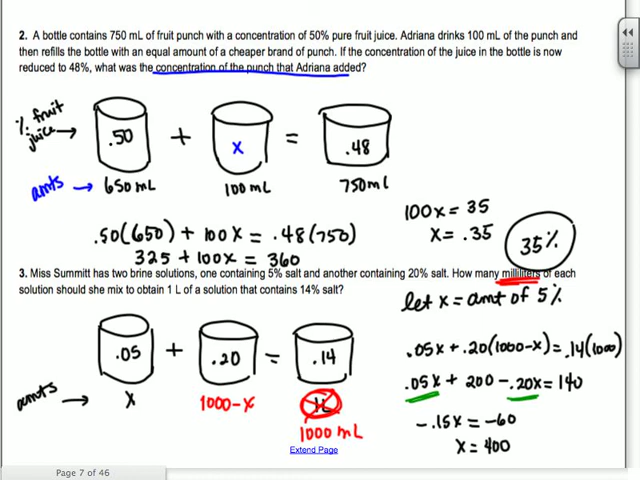 2. A bottle contains 750 mL of fruit punch with a concentration of 50% pure fruit juice. Adriana drinks 100 mL of the punch and
then refills the bottle with an equal amount of a cheaper brand of punch. If the concentration of the juice in the bottle is now
reduced to 48%, what was the concentration of the punch that Adriana added?
% fruit
juice →
.50 + x = .48
amts → 650 mL 100 mL 750 mL
100x = 35
x = .35
35%
.50(650) + 100x = .48(750)
325 + 100x = 360
3. Miss Summitt has two brine solutions, one containing 5% salt and another containing 20% salt. How many milliliters of each
solution should she mix to obtain 1 L of a solution that contains 14% salt?
let x = amt of 5%
.05 + .20 = .14
amts → x 1000-x 1L
1000 mL
.05x + .20(1000-x) = .14(1000)
.05x + 200 - .20x = 140
-.15x = -60
x = 400
Extend Page
Page 7 of 46